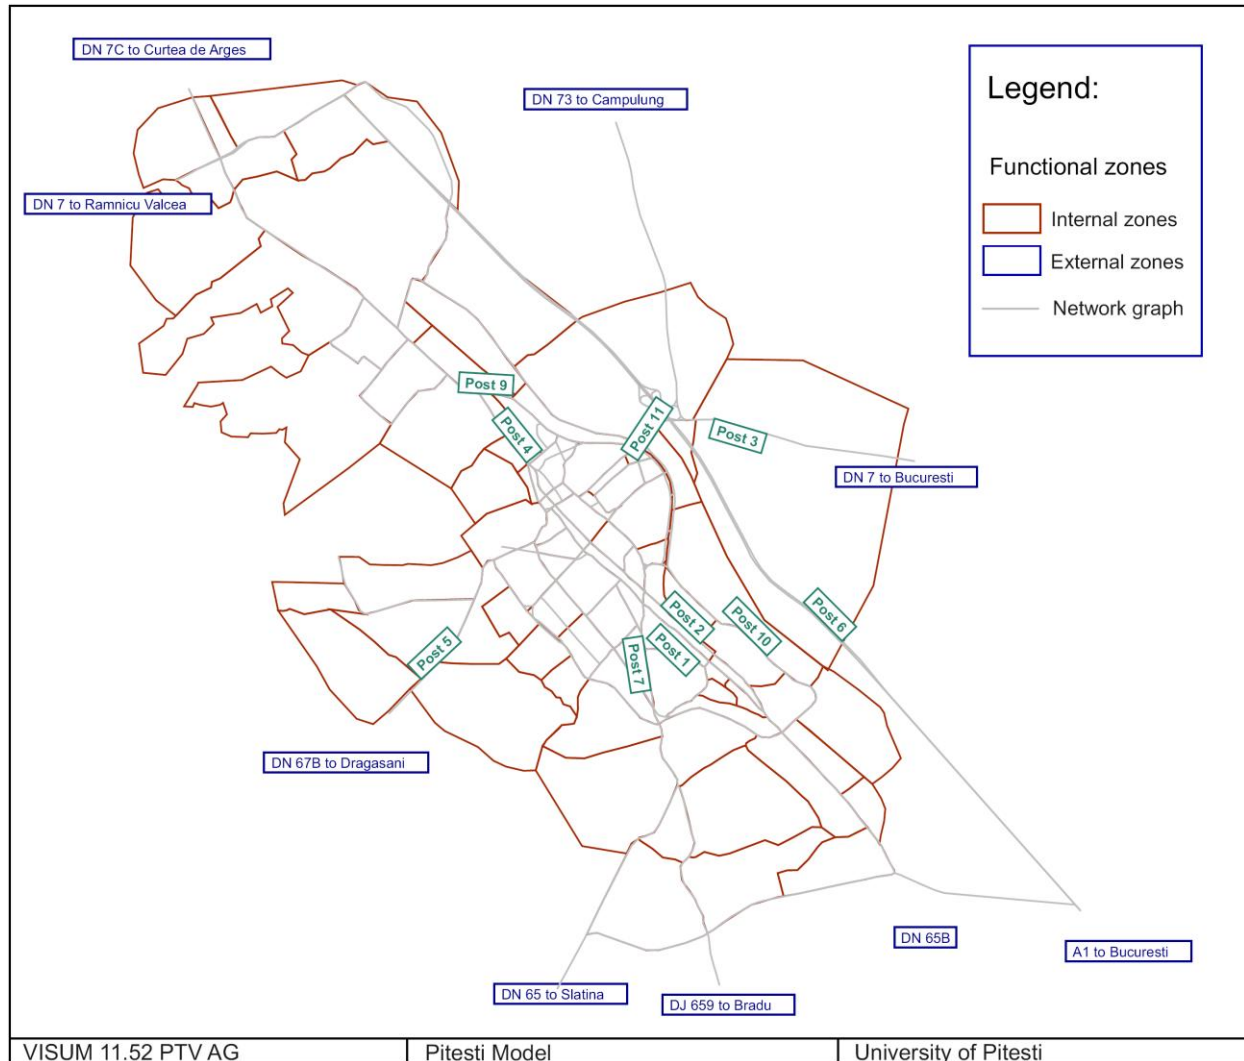 DN 7C to Curtea de Arges
DN 73 to Campulung
DN 7 to Ramnicu Valcea
Legend:
Functional zones
Internal zones
External zones
Network graph
Post 9
Post 4
Post 11
Post 3
DN 7 to Bucuresti
Post 6
Post 2
Post 10
Post 1
Post 7
Post 5
DN 67B to Dragasani
DN 65B
A1 to Bucuresti
DN 65 to Slatina
DJ 659 to Bradu
VISUM 11.52 PTV AG
Pitesti Model
University of Pitesti